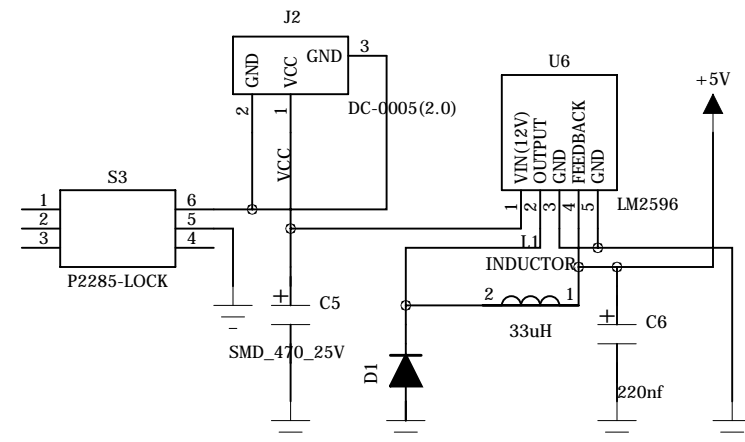 J2
GND 3
GND
VCC
2
1
DC-0005(2.0)
VCC
U6
+5V
VIN(12V)
OUTPUT
GND
FEEDBACK
GND
1
2
3
4
5
LM2596
S3
1
2
3
6
5
4
P2285-LOCK
L1
INDUCTOR
2
1
33uH
C5
SMD_470_25V
D1
C6
220nf